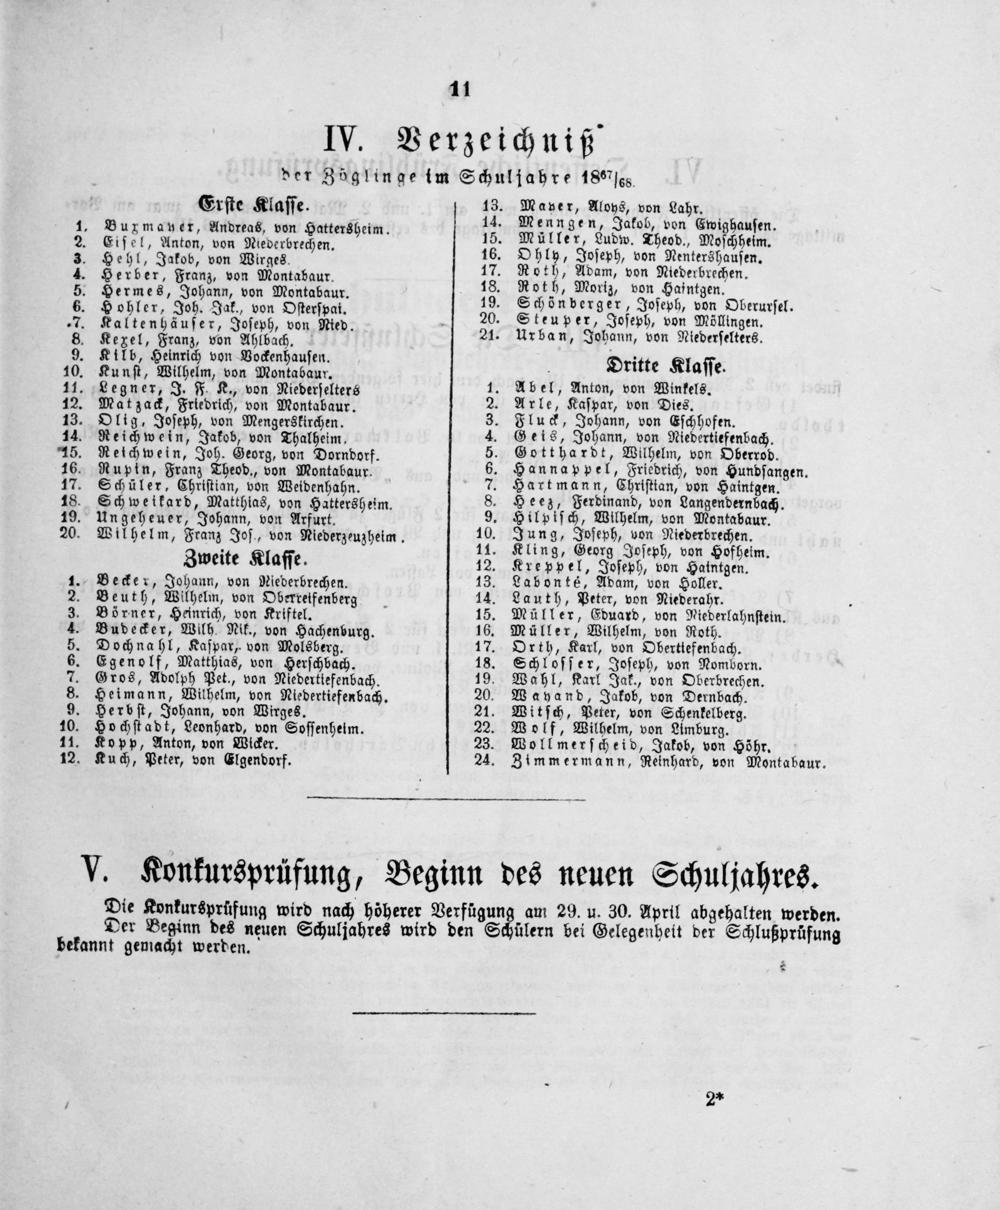 11
IV. Verzeichniß
der Zöglinge im Schuljahre 18⁶⁷/₆₈.
Erste Klasse.
1. Buxmayer, Andreas, von Hattersheim.
2. Eisel, Anton, von Niederbrechen.
3. Hehl, Jakob, von Wirges.
4. Herber, Franz, von Montabaur.
5. Hermes, Johann, von Montabaur.
6. Hohler, Joh. Jak., von Osterspai.
7. Kaltenhäuser, Joseph, von Ried.
8. Kexel, Franz, von Ahlbach.
9. Kilb, Heinrich von Bockenhausen.
10. Kunst, Wilhelm, von Montabaur.
11. Legner, J. F. K., von Niederselters
12. Matzack, Friedrich, von Montabaur.
13. Olig, Joseph, von Mengerskirchen.
14. Reichwein, Jakob, von Thalheim.
15. Reichwein, Joh. Georg, von Dorndorf.
16. Rupin, Franz Theod., von Montabaur.
17. Schüler, Christian, von Weidenhahn.
18. Schweikard, Matthias, von Hattersheim.
19. Ungeheuer, Johann, von Arfurt.
20. Wilhelm, Franz Jos., von Niederzeuzheim.
Zweite Klasse.
1. Becker, Johann, von Niederbrechen.
2. Beuth, Wilhelm, von Oberreifenberg
3. Börner, Heinrich, von Kriftel.
4. Budecker, Wilh. Nik., von Hachenburg.
5. Dochnahl, Kaspar, von Molsberg.
6. Egenolf, Matthias, von Herschbach.
7. Gros, Adolph Pet., von Niedertiefenbach.
8. Heimann, Wilhelm, von Niedertiefenbach.
9. Herbst, Johann, von Wirges.
10. Hochstadt, Leonhard, von Sossenheim.
11. Kopp, Anton, von Wicker.
12. Kuch, Peter, von Elgendorf.
13. Mayer, Aloys, von Lahr.
14. Menngen, Jakob, von Ewighausen.
15. Müller, Ludw. Theod., Moschheim.
16. Ohly, Joseph, von Nentershausen.
17. Roth, Adam, von Niederbrechen.
18. Roth, Moriz, von Haintgen.
19. Schönberger, Joseph, von Oberursel.
20. Steuper, Joseph, von Möllingen.
21. Urban, Johann, von Niederselters.
Dritte Klasse.
1. Abel, Anton, von Winkels.
2. Arle, Kaspar, von Dies.
3. Fluck, Johann, von Eschhofen.
4. Geis, Johann, von Niedertiefenbach.
5. Gotthardt, Wilhelm, von Oberrod.
6. Hannappel, Friedrich, von Hundsangen.
7. Hartmann, Christian, von Haintgen.
8. Heez, Ferdinand, von Langendernbach.
9. Hilpisch, Wilhelm, von Montabaur.
10. Jung, Joseph, von Niederbrechen.
11. Kling, Georg Joseph, von Hofheim.
12. Kreppel, Joseph, von Haintgen.
13. Labonté, Adam, von Holler.
14. Lauth, Peter, von Niederahr.
15. Müller, Eduard, von Niederlahnstein.
16. Müller, Wilhelm, von Roth.
17. Orth, Karl, von Obertiefenbach.
18. Schlosser, Joseph, von Nomborn.
19. Wahl, Karl Jak., von Oberbrechen.
20. Wayand, Jakob, von Dernbach.
21. Witsch, Peter, von Schenkelberg.
22. Wolf, Wilhelm, von Limburg.
23. Wollmerscheid, Jakob, von Höhr.
24. Zimmermann, Reinhard, von Montabaur.
V. Konkursprüfung, Beginn des neuen Schuljahres.
Die Konkursprüfung wird nach höherer Verfügung am 29. u. 30. April abgehalten werden.
Der Beginn des neuen Schuljahres wird den Schülern bei Gelegenheit der Schlußprüfung
bekannt gemacht werden.
2*